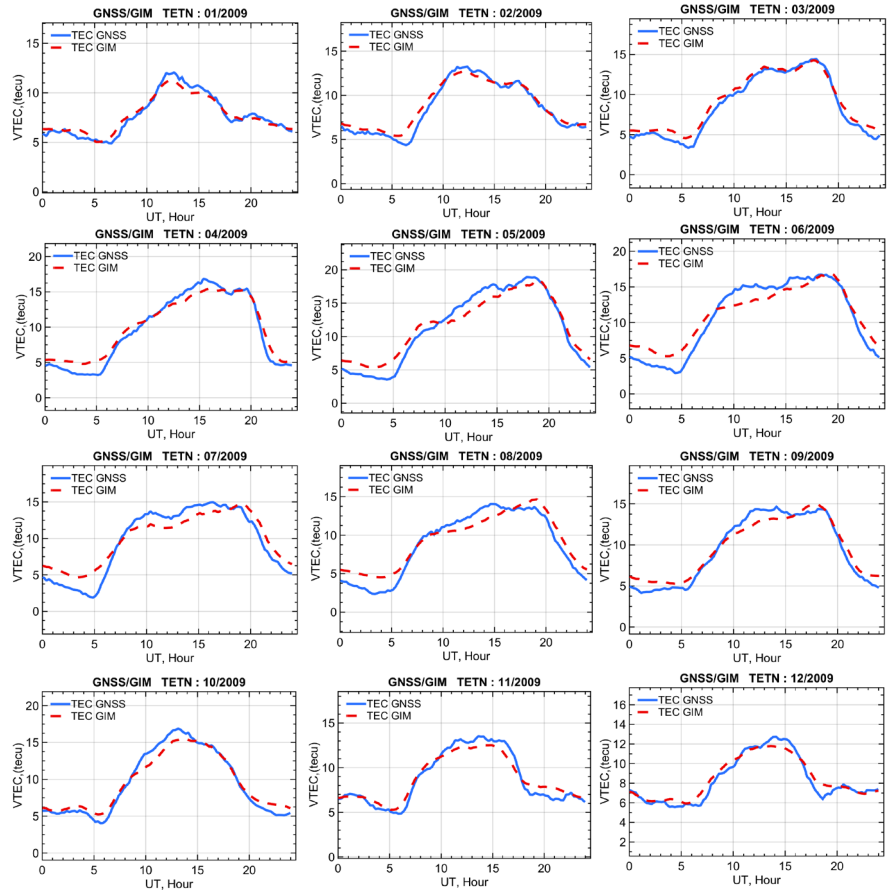 GNSS/GIM TETN : 01/2009
TEC GNSS
TEC GIM
VTEC,(tecu)
15
10
5
0
0 5 10 15 20
UT, Hour
GNSS/GIM TETN : 02/2009
TEC GNSS
TEC GIM
VTEC,(tecu)
15
10
5
0
0 5 10 15 20
UT, Hour
GNSS/GIM TETN : 03/2009
TEC GNSS
TEC GIM
VTEC,(tecu)
15
10
5
0
0 5 10 15 20
UT, Hour
GNSS/GIM TETN : 04/2009
TEC GNSS
TEC GIM
VTEC,(tecu)
20
15
10
5
0
0 5 10 15 20
UT, Hour
GNSS/GIM TETN : 05/2009
TEC GNSS
TEC GIM
VTEC,(tecu)
20
15
10
5
0
0 5 10 15 20
UT, Hour
GNSS/GIM TETN : 06/2009
TEC GNSS
TEC GIM
VTEC,(tecu)
20
15
10
5
0
0 5 10 15 20
UT, Hour
GNSS/GIM TETN : 07/2009
TEC GNSS
TEC GIM
VTEC,(tecu)
15
10
5
0
0 5 10 15 20
UT, Hour
GNSS/GIM TETN : 08/2009
TEC GNSS
TEC GIM
VTEC,(tecu)
15
10
5
0
0 5 10 15 20
UT, Hour
GNSS/GIM TETN : 09/2009
TEC GNSS
TEC GIM
VTEC,(tecu)
15
10
5
0
0 5 10 15 20
UT, Hour
GNSS/GIM TETN : 10/2009
TEC GNSS
TEC GIM
VTEC,(tecu)
20
15
10
5
0
0 5 10 15 20
UT, Hour
GNSS/GIM TETN : 11/2009
TEC GNSS
TEC GIM
VTEC,(tecu)
15
10
5
0
0 5 10 15 20
UT, Hour
GNSS/GIM TETN : 12/2009
TEC GNSS
TEC GIM
VTEC,(tecu)
16
14
12
10
8
6
4
2
0 5 10 15 20
UT, Hour